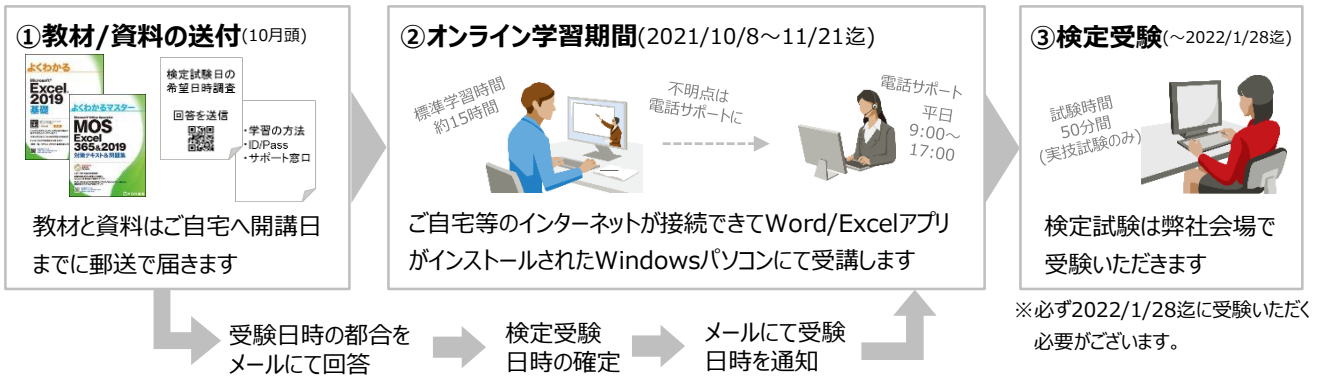 ①教材/資料の送付(10月頭)
よくわかる
Microsoft
Excel
2019
基礎
よくわかるマスター
Microsoft Office Specialist
MOS
Excel
365&2019
対策テキスト&問題集
検定試験日の
希望日時調査
回答を送信
・学習の方法
・ID/Pass
・サポート窓口
教材と資料はご自宅へ開講日
までに郵送で届きます
②オンライン学習期間(2021/10/8～11/21迄)
標準学習時間
約15時間
不明点は
電話サポートに
電話サポート
平日
9:00～
17:00
ご自宅等のインターネットが接続できてWord/Excelアプリ
がインストールされたWindowsパソコンにて受講します
③検定受験(～2022/1/28迄)
試験時間
50分間
(実技試験のみ)
検定試験は弊社会場で
受験いただきます
※必ず2022/1/28迄に受験いただく
必要がございます。
受験日時の都合を
メールにて回答
検定受験
日時の確定
メールにて受験
日時を通知